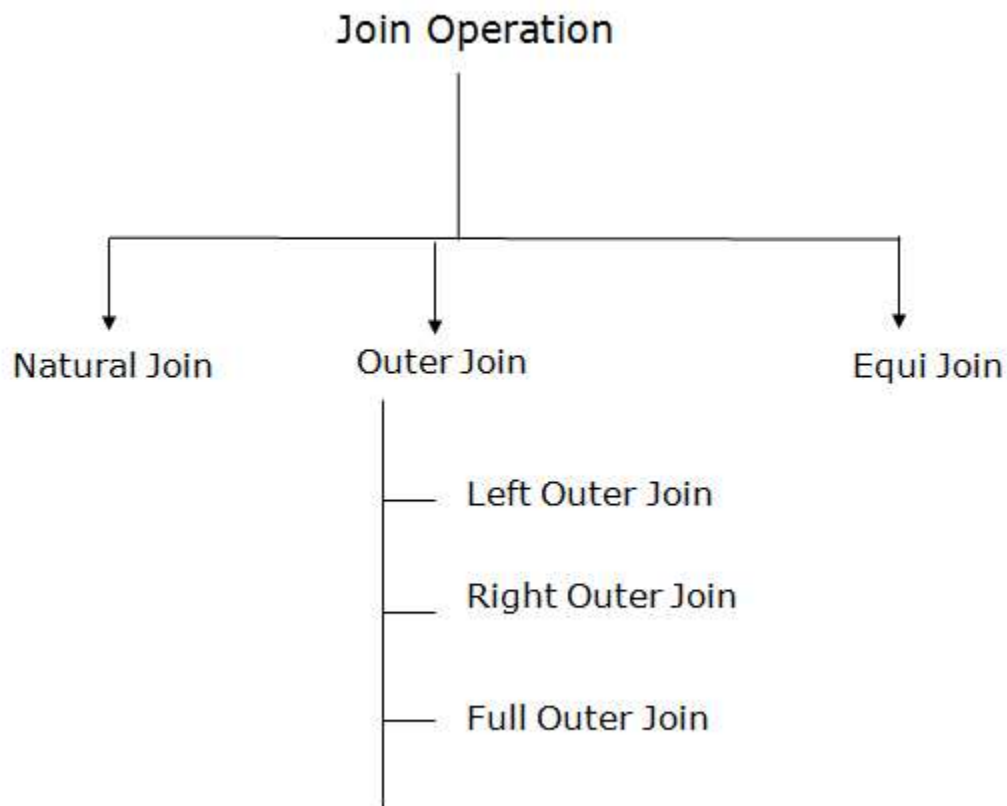 Join Operation
Natural Join
Outer Join
Equi Join
Left Outer Join
Right Outer Join
Full Outer Join